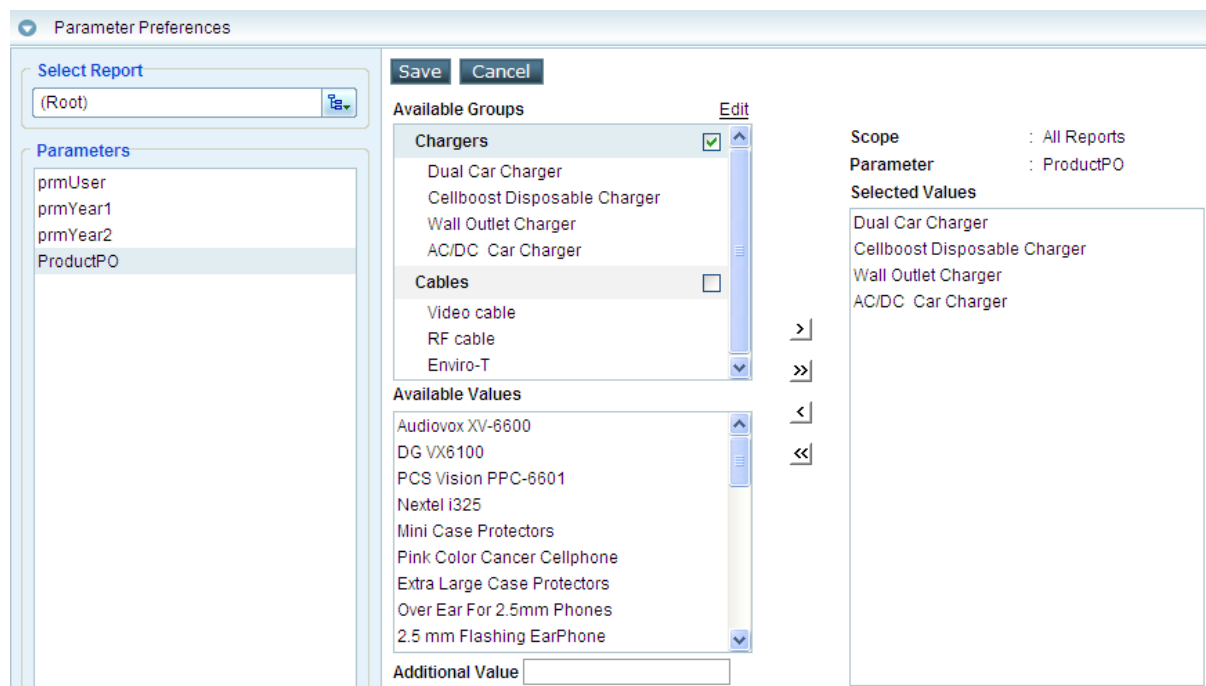 Parameter Preferences
Select Report
(Root)
Parameters
prmUser
prmYear1
prmYear2
ProductPO
Save Cancel
Available Groups Edit
Chargers
Dual Car Charger
Cellboost Disposable Charger
Wall Outlet Charger
AC/DC Car Charger
Cables
Video cable
RF cable
Enviro-T
Available Values
Audiovox XV-6600
DG VX6100
PCS Vision PPC-6601
Nextel i325
Mini Case Protectors
Pink Color Cancer Cellphone
Extra Large Case Protectors
Over Ear For 2.5mm Phones
2.5 mm Flashing EarPhone
Additional Value
>
>>
<
<<
Scope : All Reports
Parameter : ProductPO
Selected Values
Dual Car Charger
Cellboost Disposable Charger
Wall Outlet Charger
AC/DC Car Charger